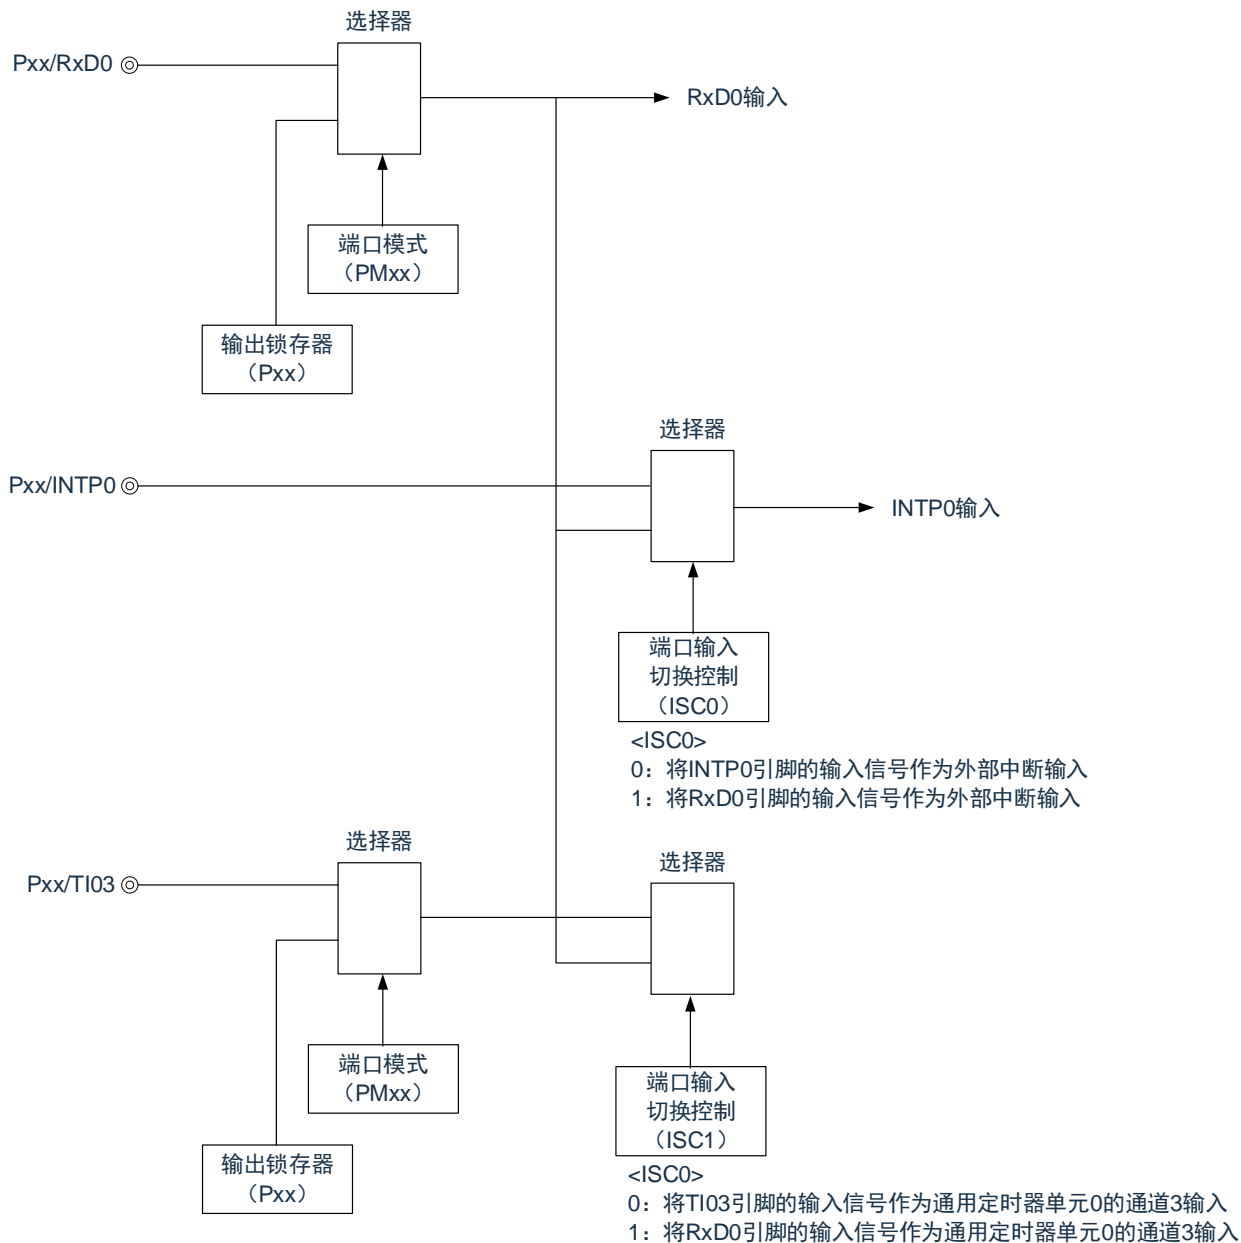 选择器
Pxx/RxD0
RxD0输入
端口模式
（PMxx）
输出锁存器
（Pxx）
选择器
Pxx/INTP0
INTP0输入
端口输入
切换控制
（ISC0）
<ISC0>
0：将INTP0引脚的输入信号作为外部中断输入
1：将RxD0引脚的输入信号作为外部中断输入
选择器
选择器
Pxx/TI03
端口模式
（PMxx）
端口输入
切换控制
（ISC1）
输出锁存器
（Pxx）
<ISC0>
0：将TI03引脚的输入信号作为通用定时器单元0的通道3输入
1：将RxD0引脚的输入信号作为通用定时器单元0的通道3输入